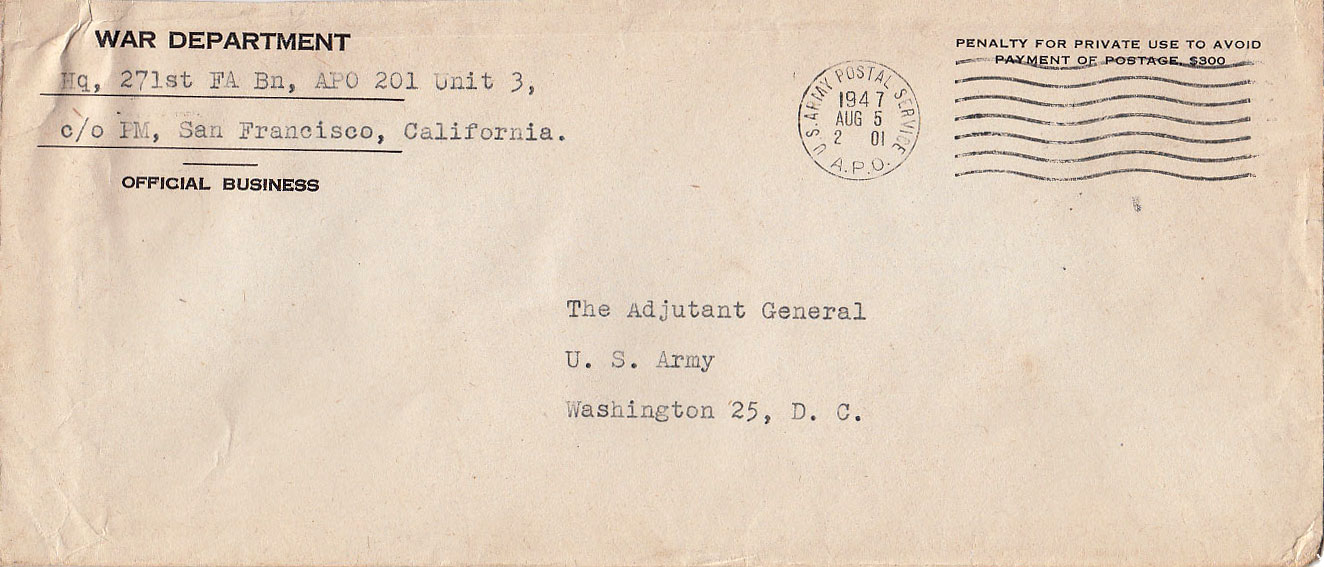 WAR DEPARTMENT
Hq, 271st FA Bn, APO 201 Unit 3,
c/o PM, San Francisco, California.
OFFICIAL BUSINESS
U.S. ARMY POSTAL SERVICE
1947
AUG 5
2 01
A.P.O.
PENALTY FOR PRIVATE USE TO AVOID
PAYMENT OF POSTAGE, $300
The Adjutant General
U. S. Army
Washington 25, D. C.